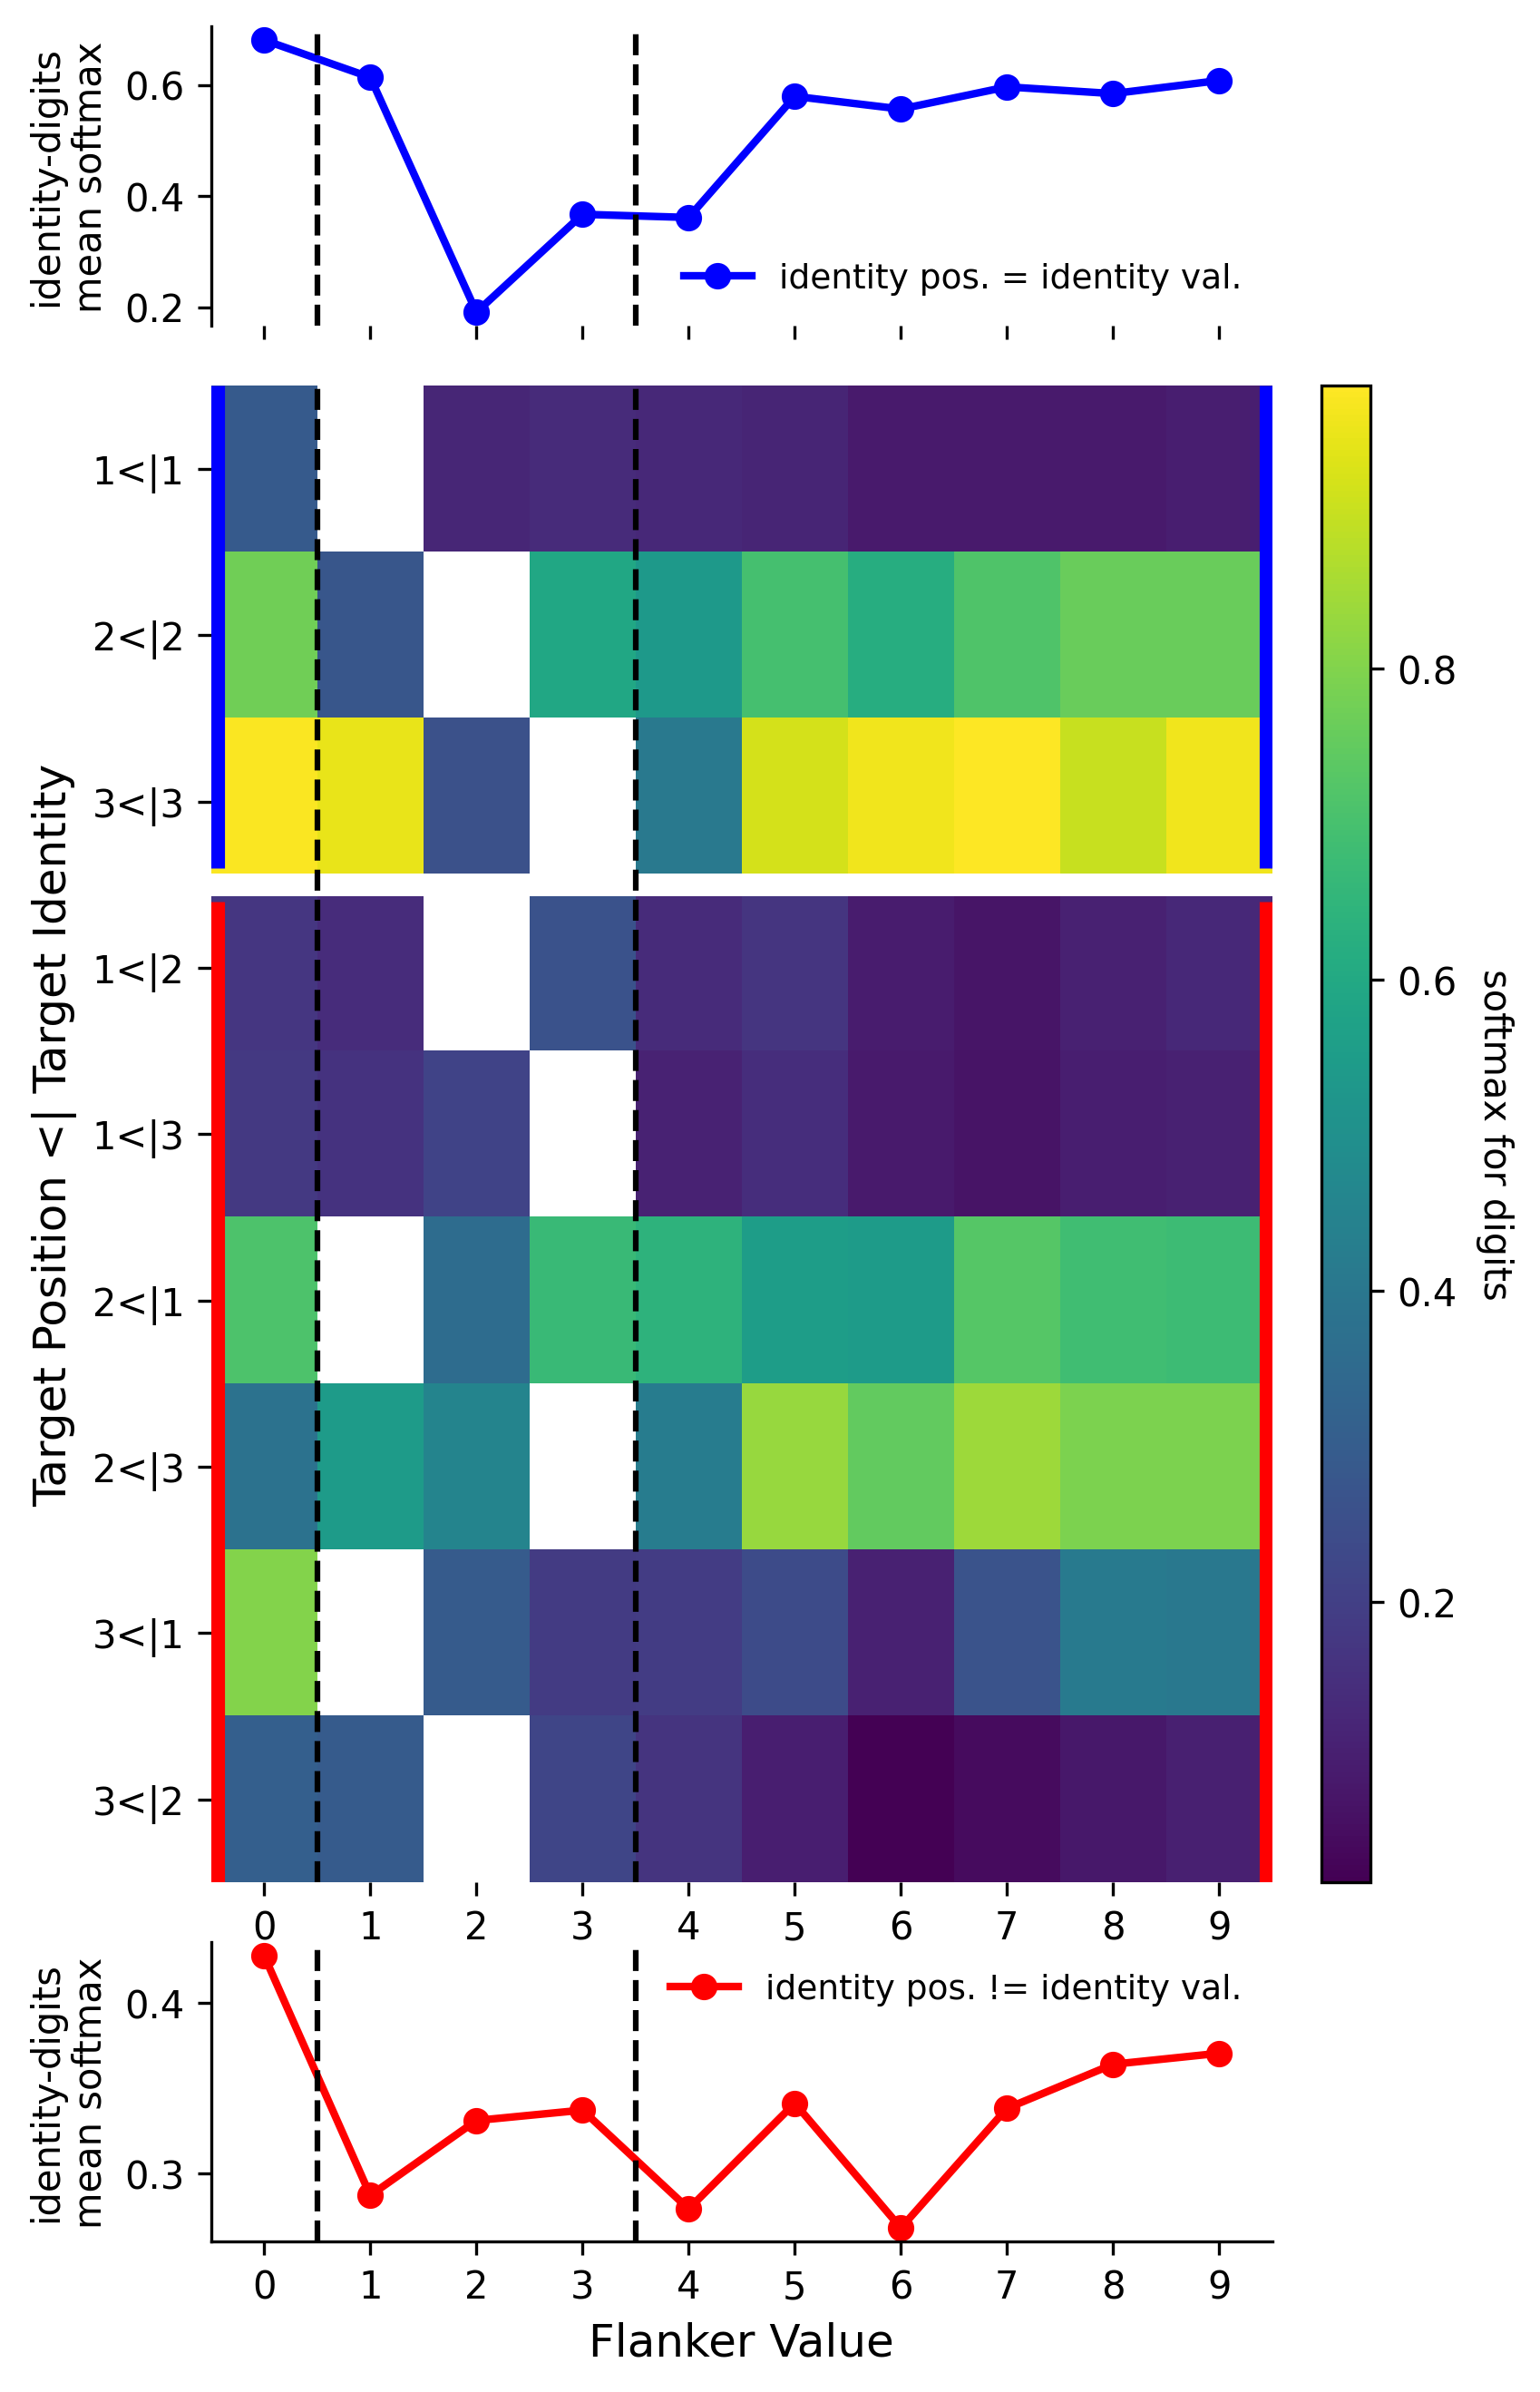 identity-digits
mean softmax
0.6
0.4
0.2
identity pos. = identity val.
Target Position <| Target Identity
1<|1
2<|2
3<|3
1<|2
1<|3
2<|1
2<|3
3<|1
3<|2
0 1 2 3 4 5 6 7 8 9
0.8
0.6
0.4
0.2
softmax for digits
identity-digits
mean softmax
0.4
0.3
identity pos. != identity val.
0 1 2 3 4 5 6 7 8 9
Flanker Value